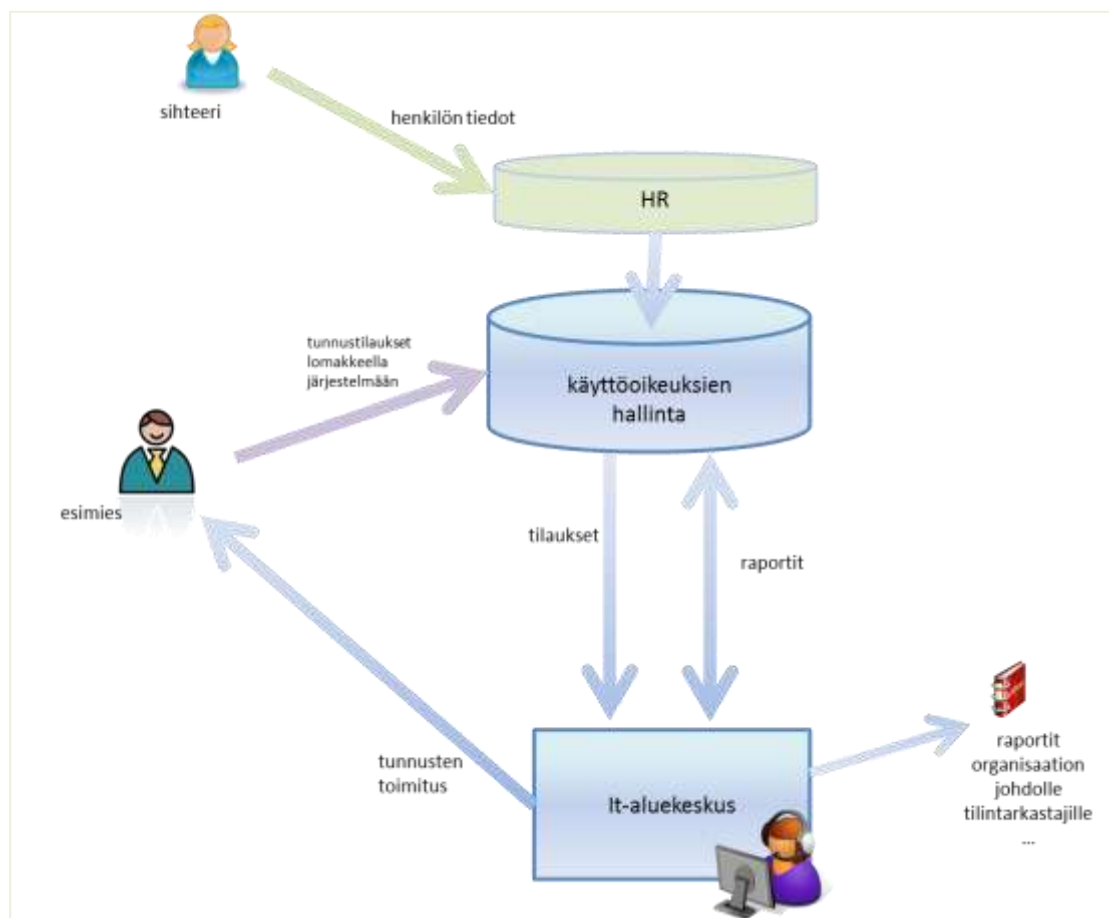 sihteeri
henkilön tiedot
HR
tunnustilaukset
lomakkeella
järjestelmään
käyttöoikeuksien
hallinta
esimies
tilaukset
raportit
tunnusten
toimitus
It-aluekeskus
raportit
organisaation
johdolle
tilintarkastajille
...